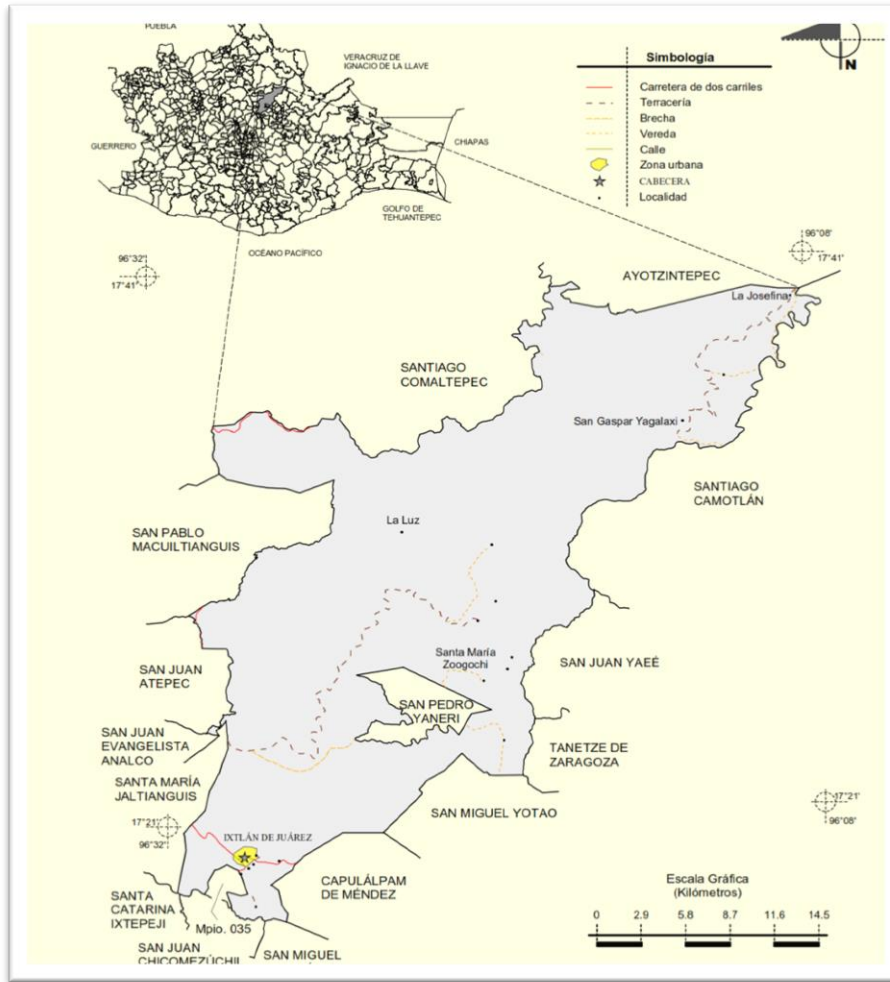 PUEBLA
VERACRUZ DE
IGNACIO DE LA LLAVE
GUERRERO
CHIAPAS
GOLFO DE
TEHUANTEPEC
OCÉANO PACÍFICO
Simbología
Carretera de dos carriles
Terracería
Brecha
Vereda
Calle
Zona urbana
CABECERA
Localidad
N
96°32'
17°41'
96°08'
17°41'
AYOTZINTEPEC
La Josefina
SANTIAGO
COMALTEPEC
San Gaspar Yagalaxi
SANTIAGO
CAMOTLÁN
La Luz
SAN PABLO
MACUILTIANGUIS
SAN JUAN
ATEPEC
Santa María
Zoogochi
SAN JUAN YAEÉ
SAN PEDRO
YANERI
SAN JUAN
EVANGELISTA
ANALCO
TANETZE DE
ZARAGOZA
SANTA MARÍA
JALTIANGUIS
SAN MIGUEL YOTAO
17°21'
96°08'
17°21'
96°32'
IXTLÁN DE JUÁREZ
CAPULÁLPAM
DE MÉNDEZ
SANTA
CATARINA
IXTEPEJI
Mpio. 035
SAN JUAN
CHICOMEZÚCHIL
SAN MIGUEL
Escala Gráfica
(Kilómetros)
0 2.9 5.8 8.7 11.6 14.5